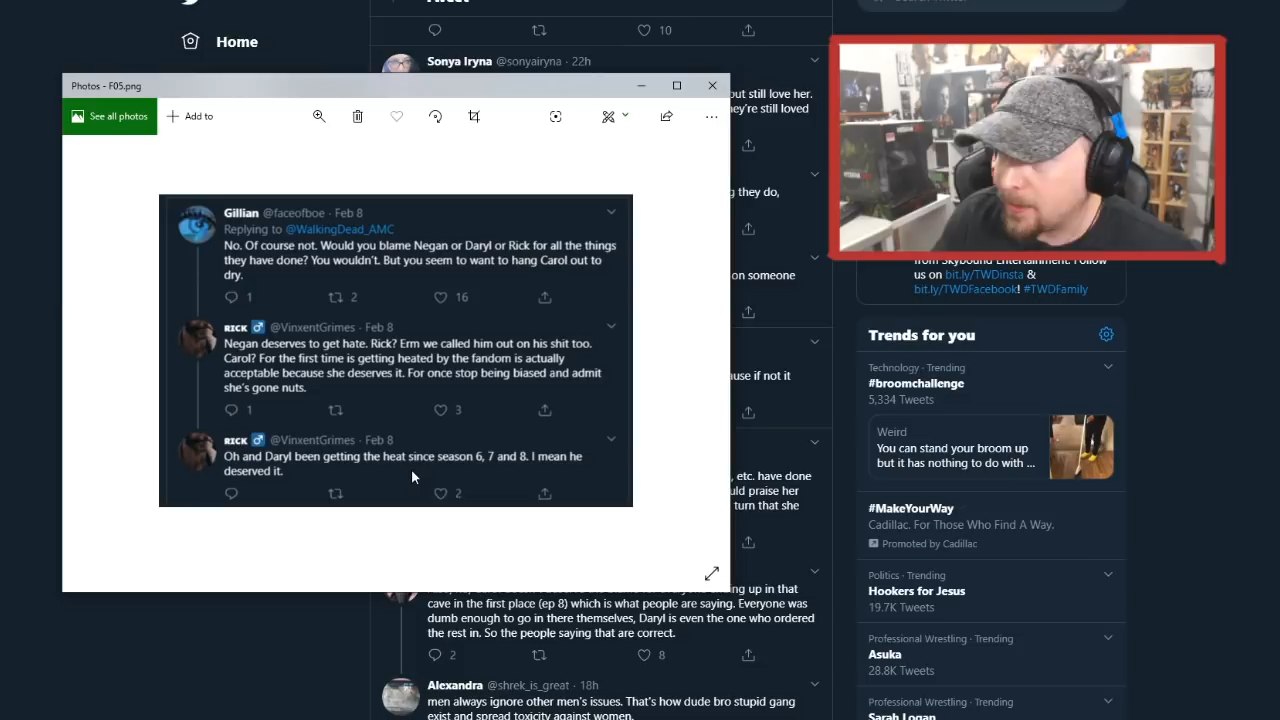 Home
10
Sonya Iryna @sonyairyna · 22h
but still love her.
they're still loved
g they do,
on someone
use if not it
, etc. have done
uld praise her
turn that she
ng up in that
cave in the first place (ep 8) which is what people are saying. Everyone was
dumb enough to go in there themselves, Daryl is even the one who ordered
the rest in. So the people saying that are correct.
2 8
Alexandra @shrek_is_great · 18h
men always ignore other men's issues. That's how dude bro stupid gang
exist and spread toxicity against women.
Photos - F05.png
See all photos
Add to
Gillian @faceofboe · Feb 8
Replying to @WalkingDead_AMC
No. Of course not. Would you blame Negan or Daryl or Rick for all the things
they have done? You wouldn't. But you seem to want to hang Carol out to
dry.
1 2 16
RICK ♂ @VinxentGrimes · Feb 8
Negan deserves to get hate. Rick? Erm we called him out on his shit too.
Carol? For the first time is getting heated by the fandom is actually
acceptable because she deserves it. For once stop being biased and admit
she's gone nuts.
1 3
RICK ♂ @VinxentGrimes · Feb 8
Oh and Daryl been getting the heat since season 6, 7 and 8. I mean he
deserved it.
2
from Skybound Entertainment. Follow
us on bit.ly/TWDinsta &
bit.ly/TWDFacebook! #TWDFamily
Trends for you
Technology · Trending
#broomchallenge
5,334 Tweets
Weird
You can stand your broom up
but it has nothing to do with ...
#MakeYourWay
Cadillac. For Those Who Find A Way.
Promoted by Cadillac
Politics · Trending
Hookers for Jesus
19.7K Tweets
Professional Wrestling · Trending
Asuka
28.8K Tweets
Professional Wrestling · Trending
Sarah Logan